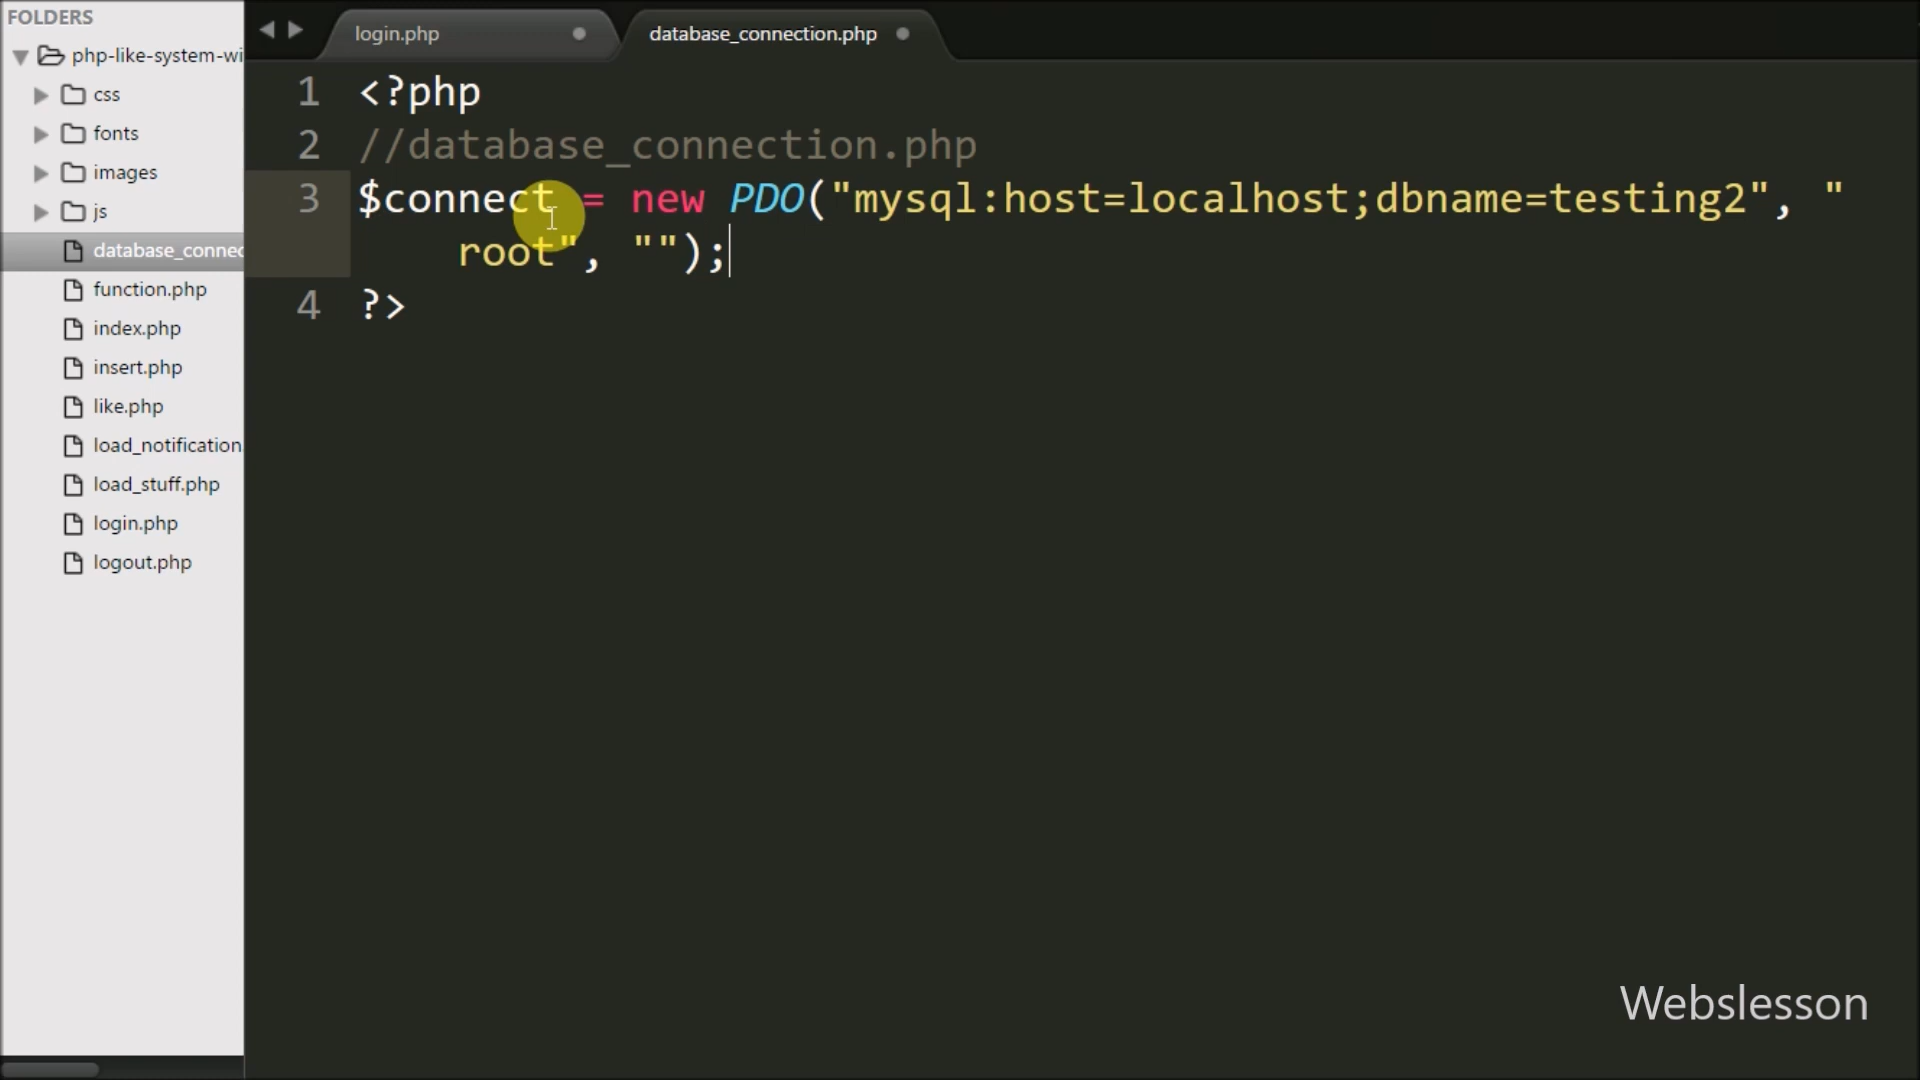 FOLDERS
php-like-system-wi
css
fonts
images
js
database_connec
function.php
index.php
insert.php
like.php
load_notification.
load_stuff.php
login.php
logout.php
login.php
database_connection.php
1 <?php
2 //database_connection.php
3 $connect = new PDO("mysql:host=localhost;dbname=testing2", "
root", "");
4 ?>
Webslesson